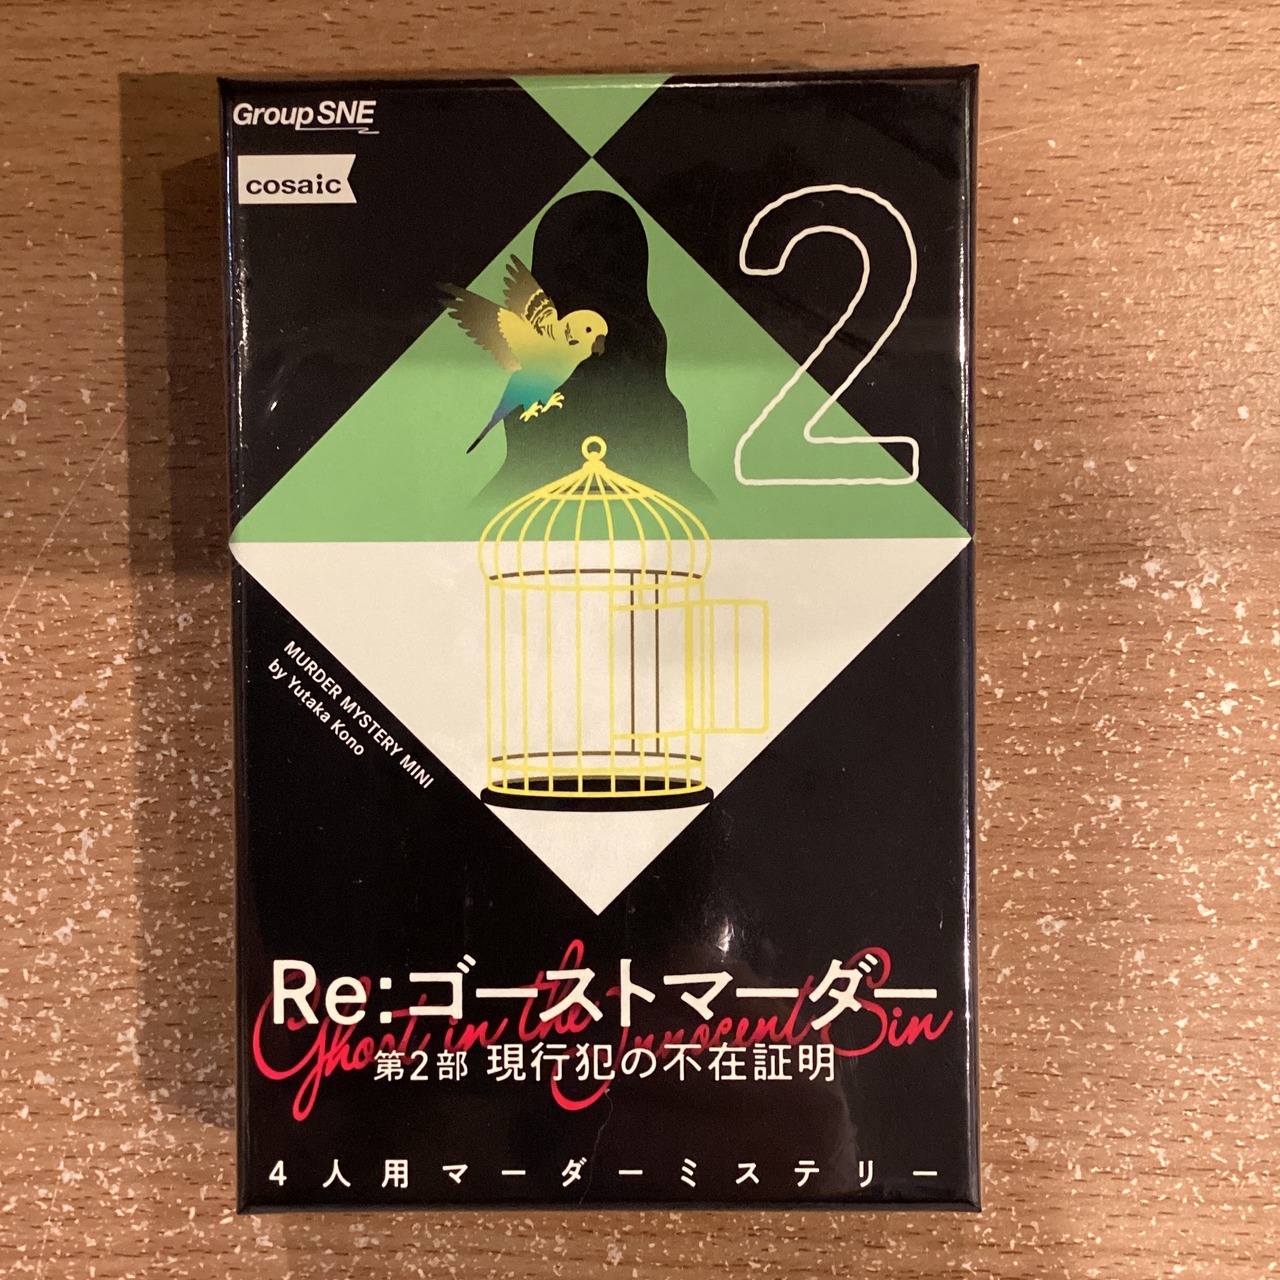 Group SNE
cosaic
2
MURDER MYSTERY MINI
by Yutaka Kono
Re:ゴーストマーダー
Ghost in the Innocent Sin
第2部 現行犯の不在証明
4人用マーダーミステリー